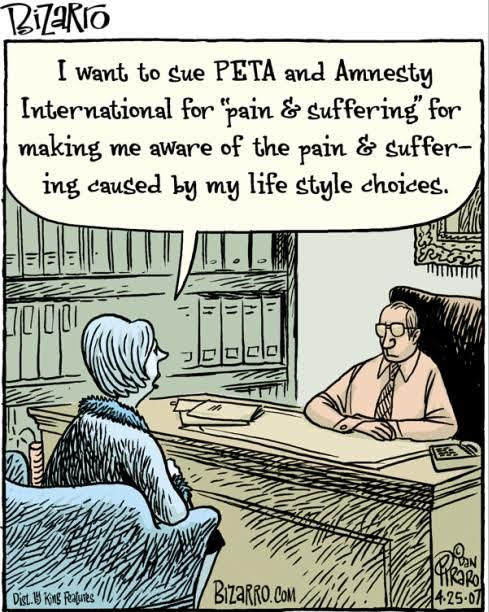 BIZARRO
I want to sue PETA and Amnesty
International for "pain & suffering" for
making me aware of the pain & suffer-
ing caused by my life style choices.
Dist. by King Features
BIZARRO.COM
© DAN
PIRARO
4·25·07